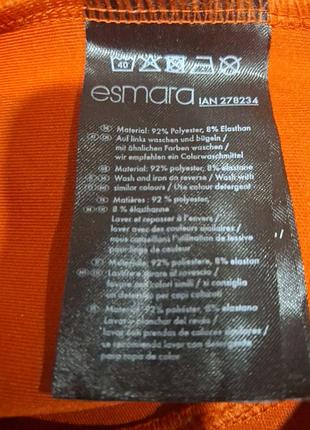 40
esmara IAN 278234
Material: 92% Polyester, 8% Elasthan
Auf links waschen und bügeln /
mit ähnlichen Farben waschen /
wir empfehlen ein Colorwaschmittel
Material: 92% polyester, 8% elastane
Wash and iron on reverse / Wash with
similar colours / Use colour detergent
Matières : 92 % polyester,
8 % élasthanne
Laver et repasser à l'envers /
laver avec des couleurs similaires /
nous conseillons l'utilisation de lessive
pour linge de couleur
Materiale: 92% poliestere, 8% elastan
Lavare e stirare al rovescio /
lavare con colori simili / si consiglia
un detersivo per capi colorati
Material: 92 % poliéster, 8 % elastano
Lavar y planchar del revés /
lavar con prendas de colores similares /
se recomienda lavar con detergente
para ropa de color